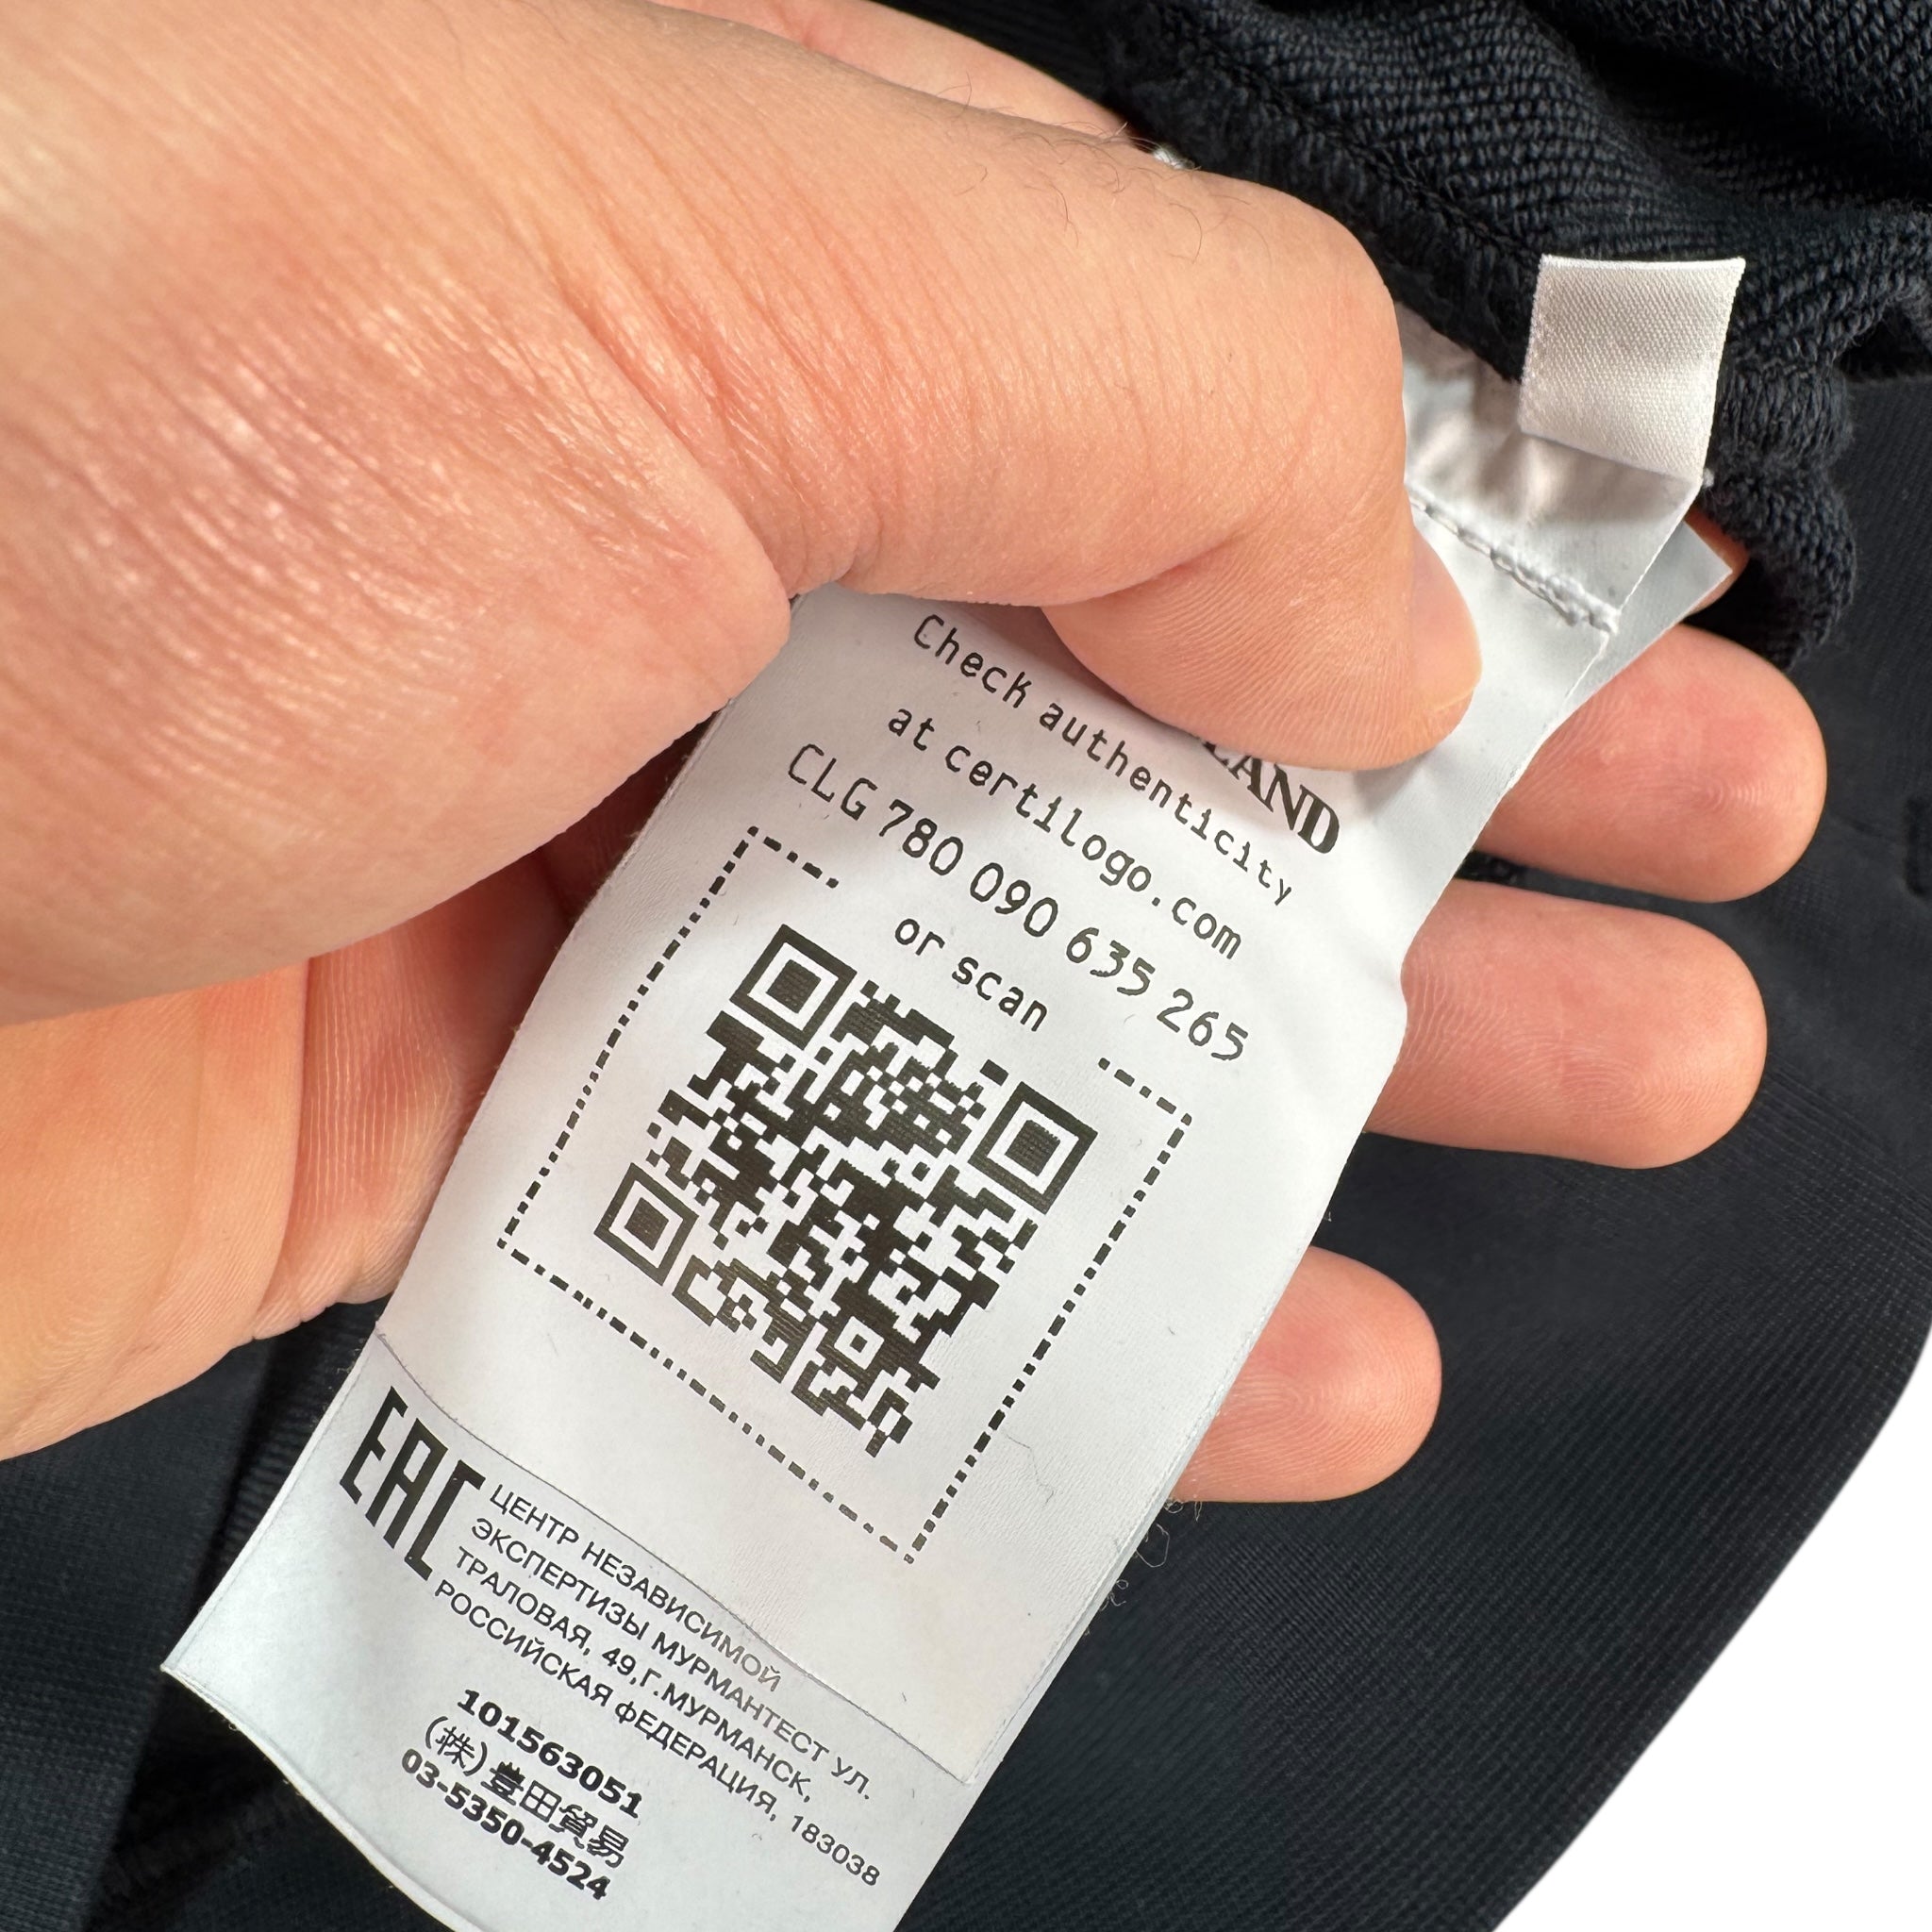 LAND
Check authenticity
at certilogo.com
CLG 780 090 635 265
or scan
EAC
ЦЕНТР НЕЗАВИСИМОЙ
ЭКСПЕРТИЗЫ МУРМАНТЕСТ УЛ.
ТРАЛОВАЯ, 49,Г.МУРМАНСК,
РОССИЙСКАЯ ФЕДЕРАЦИЯ, 183038
101563051
(株)豊田貿易
03-5350-4524